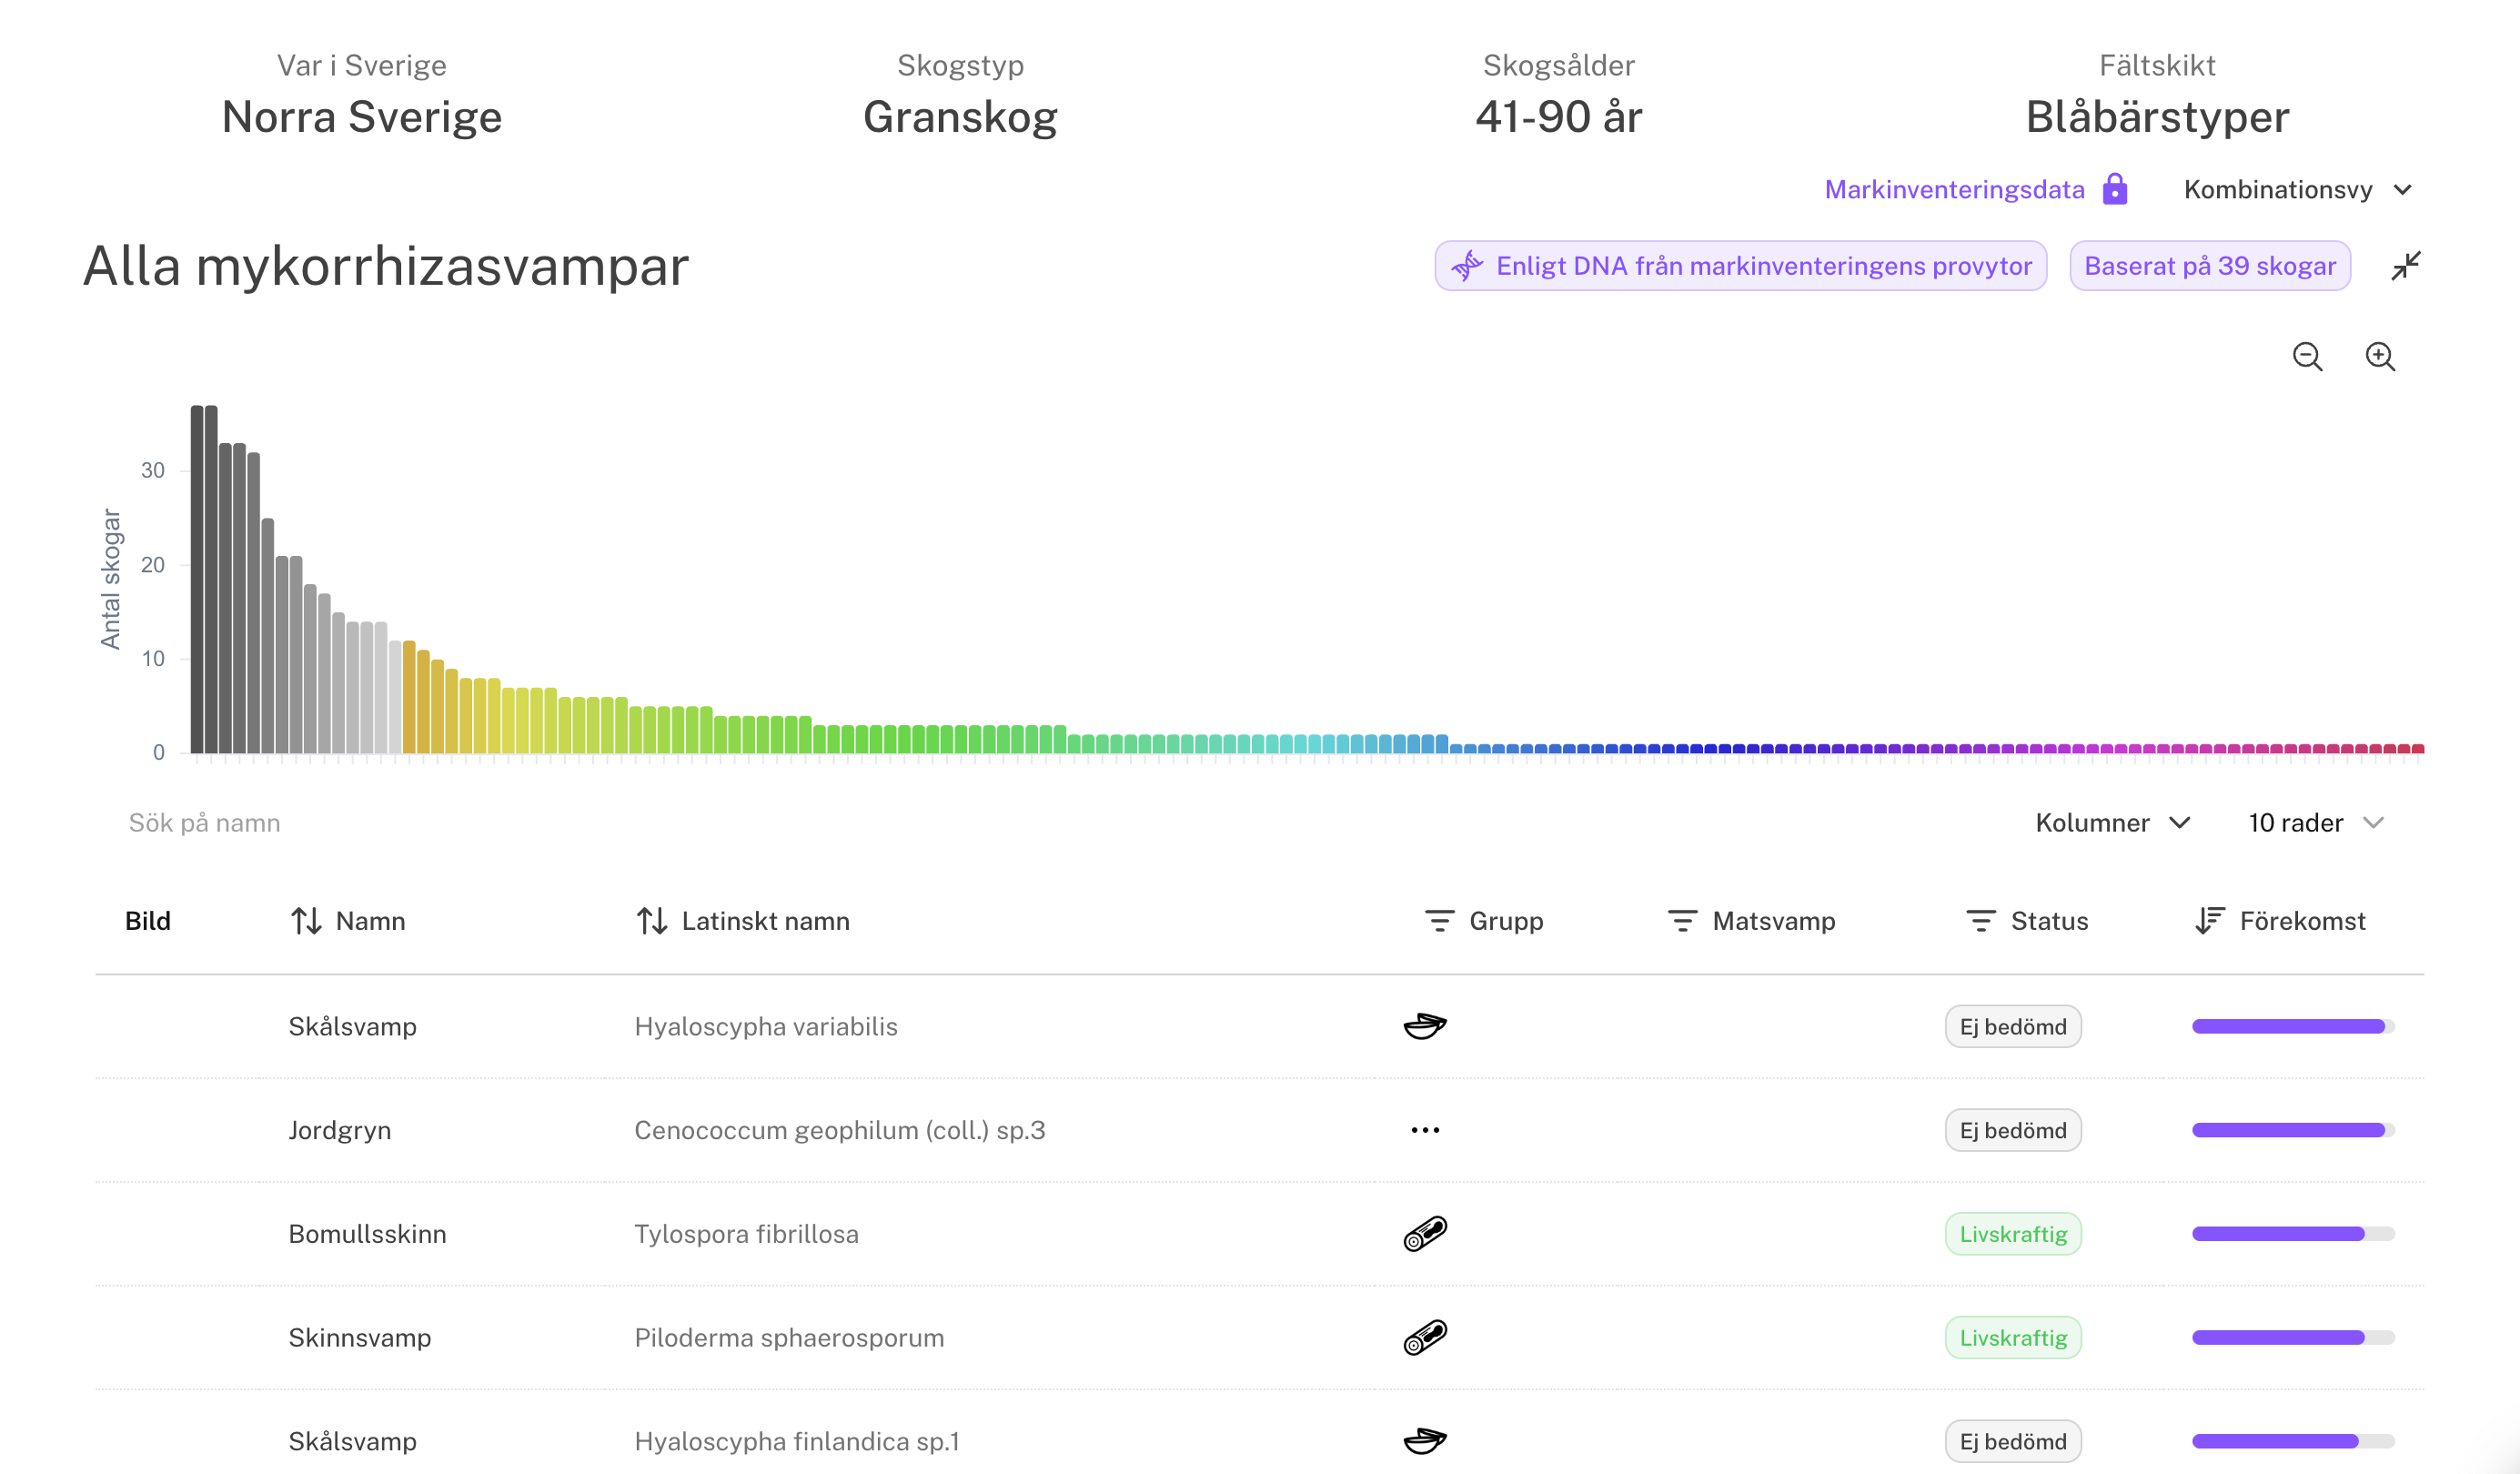 Var i Sverige
Norra Sverige
Skogstyp
Granskog
Skogsålder
41-90 år
Fältskikt
Blåbärstyper
Markinventeringsdata
Kombinationsvy
Alla mykorrhizasvampar
Enligt DNA från markinventeringens provytor
Baserat på 39 skogar
Antal skogar
30
20
10
0
Sök på namn
Kolumner
10 rader
Bild Namn Latinskt namn Grupp Matsvamp Status Förekomst
Skålsvamp Hyaloscypha variabilis Ej bedömd
Jordgryn Cenococcum geophilum (coll.) sp.3 Ej bedömd
Bomullsskinn Tylospora fibrillosa Livskraftig
Skinnsvamp Piloderma sphaerosporum Livskraftig
Skålsvamp Hyaloscypha finlandica sp.1 Ej bedömd